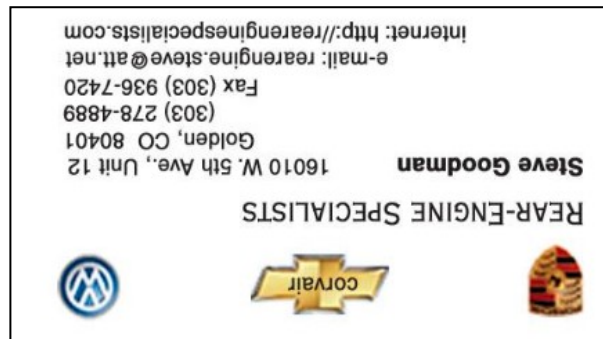 PORSCHE
corvair
REAR-ENGINE SPECIALISTS
Steve Goodman 16010 W. 5th Ave., Unit 12
Golden, CO 80401
(303) 278-4889
Fax (303) 936-7420
e-mail: rearengine.steve@att.net
internet: http://rearenginespecialists.com